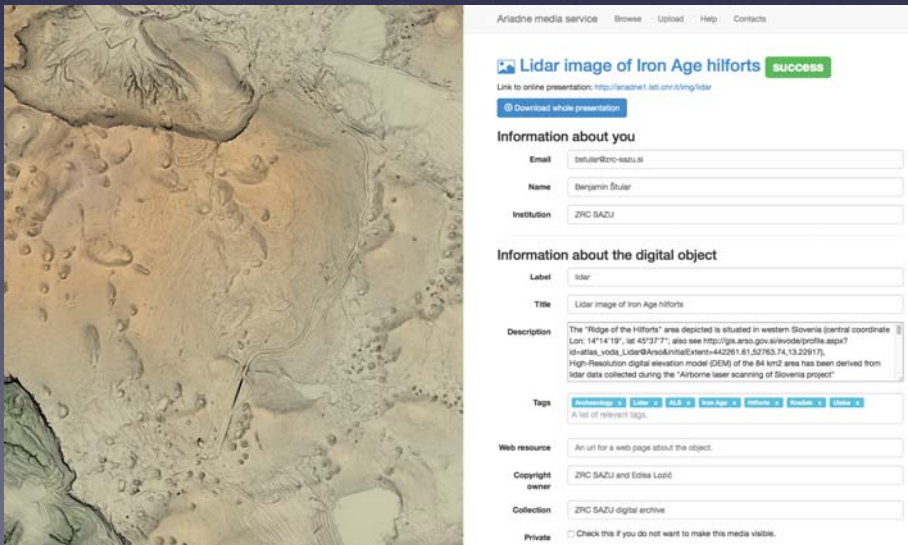 Ariadne media service Browse Upload Help Contacts
Lidar image of Iron Age hilforts success
Link to online presentation: http://ariadne1.isti.cnr.it/img/lidar
Download whole presentation
Information about you
Email bstular@zrc-sazu.si
Name Benjamin Štular
Institution ZRC SAZU
Information about the digital object
Label lidar
Title Lidar image of Iron Age hilforts
Description The "Ridge of the Hilforts" area depicted is situated in western Slovenia (central coordinate
Lon: 14°14'19", lat 45°37'7"; also see http://gis.arso.gov.si/evode/profile.aspx?
id=atlas_voda_Lidar@Arso&initialExtent=442261.61,52763.74,13.22917),
High-Resolution digital elevation model (DEM) of the 84 km2 area has been derived from
lidar data collected during the "Airborne laser scanning of Slovenia project"
Tags Archaeology x Lidar x ALS x Iron Age x Hilforts x x x
A list of relevant tags.
Web resource An url for a web page about the object.
Copyright owner ZRC SAZU and Edisa Lozić
Collection ZRC SAZU digital archive
Private Check this if you do not want to make this media visible.